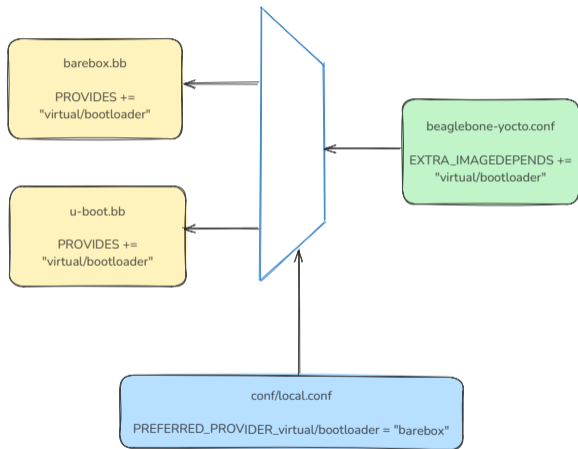 barebox.bb
PROVIDES +=
"virtual/bootloader"
beaglebone-yocto.conf
EXTRA_IMAGEDEPENDS +=
"virtual/bootloader"
u-boot.bb
PROVIDES +=
"virtual/bootloader"
conf/local.conf
PREFERRED_PROVIDER_virtual/bootloader = "barebox"